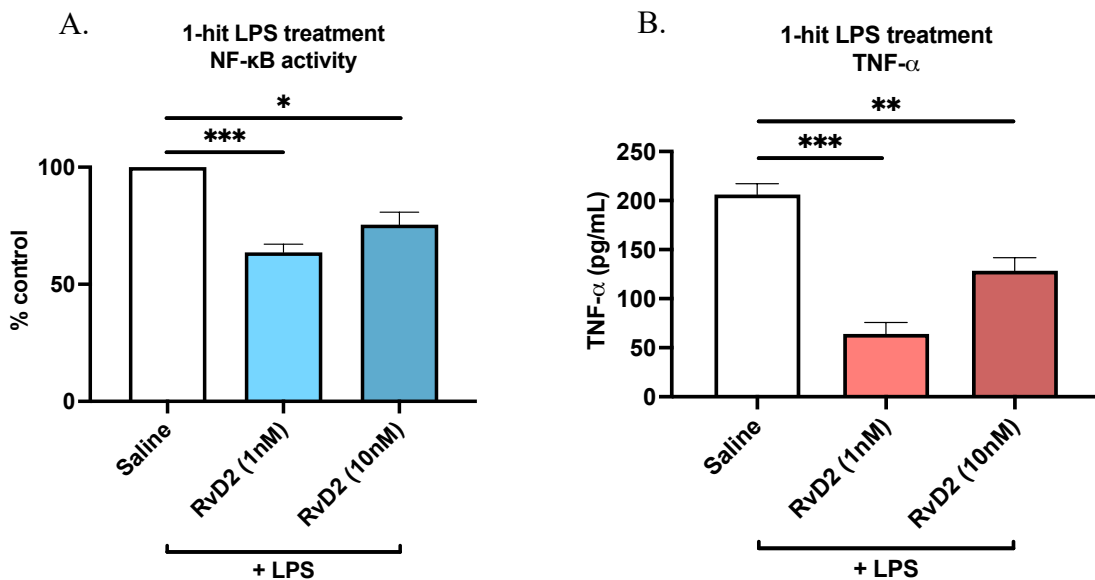 A.
1-hit LPS treatment
NF-κB activity
*
***
100
50
0
% control
Saline
RvD2 (1nM)
RvD2 (10nM)
+ LPS
B.
1-hit LPS treatment
TNF-α
**
***
250
200
150
100
50
0
TNF-α (pg/mL)
Saline
RvD2 (1nM)
RvD2 (10nM)
+ LPS